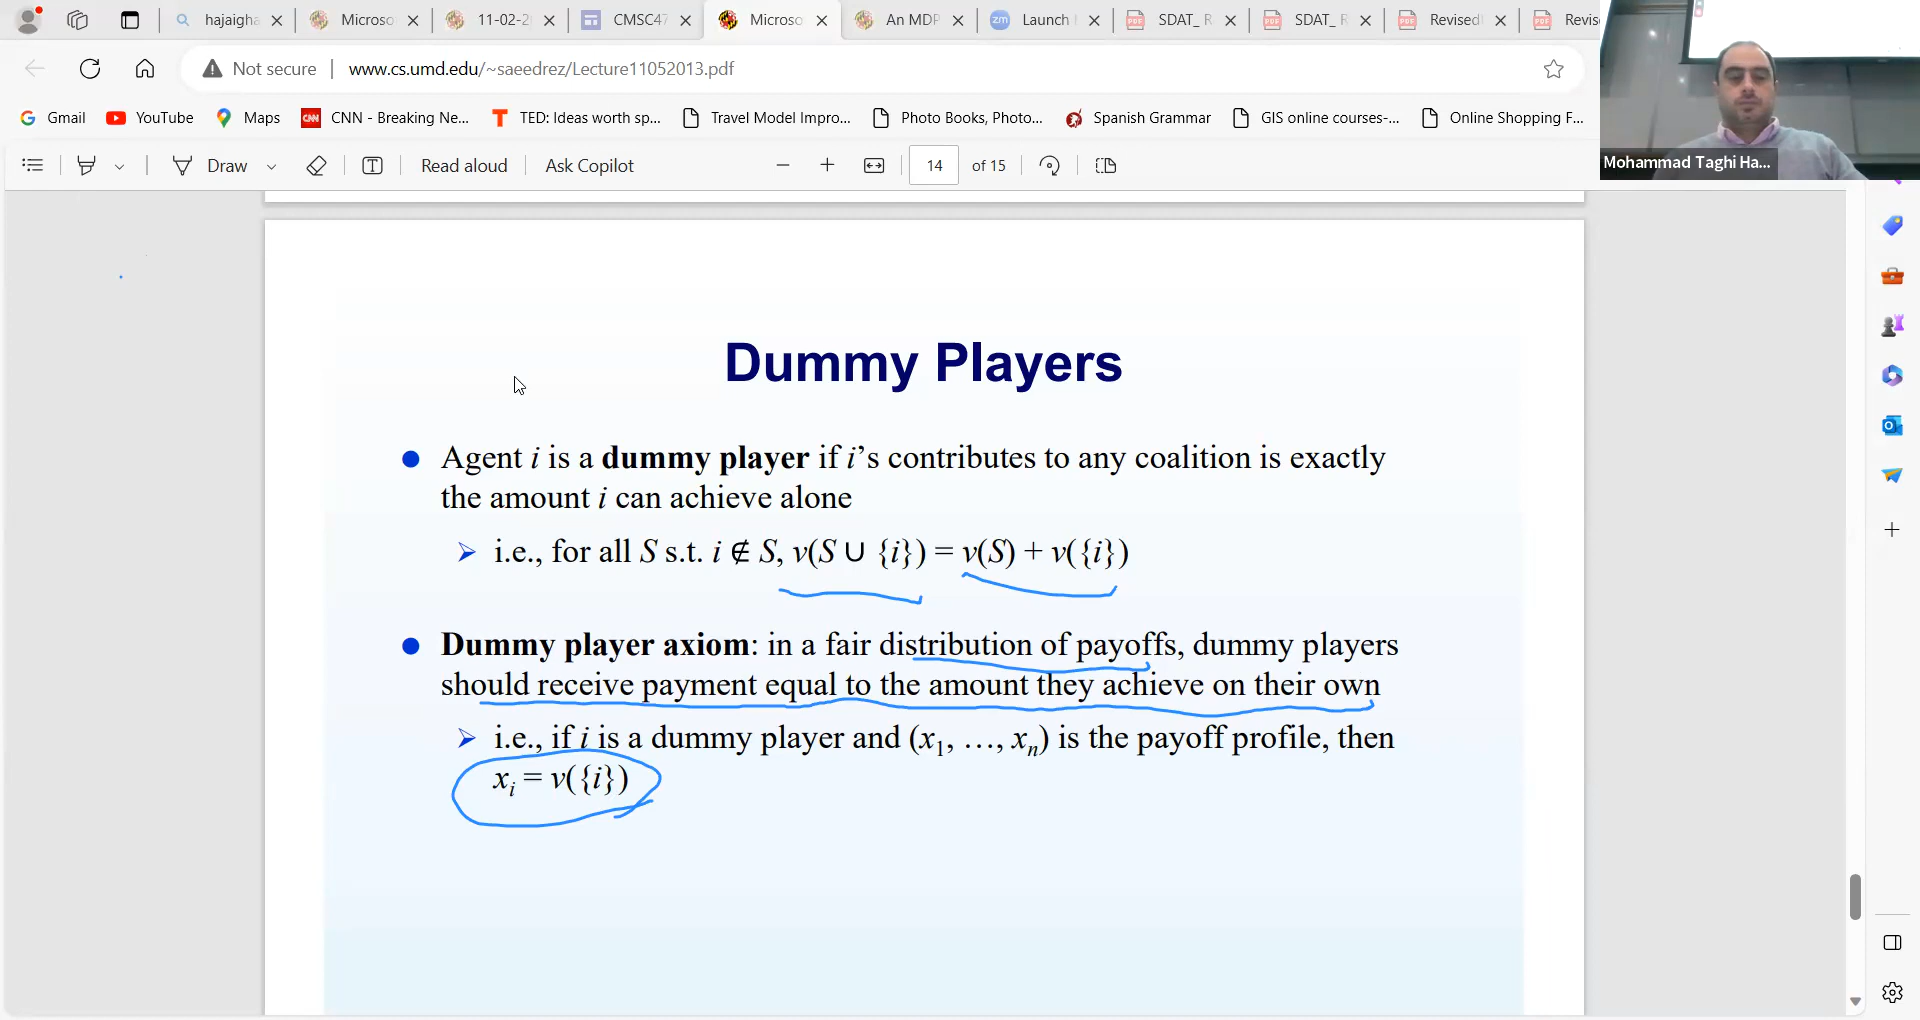 hajaigha
Microso
11-02-2
CMSC47
Microso
An MDP
Launch
SDAT_ R
SDAT_ R
Revised
Revise
Not secure
www.cs.umd.edu/~saeedrez/Lecture11052013.pdf
Gmail
YouTube
Maps
CNN - Breaking Ne...
TED: Ideas worth sp...
Travel Model Impro...
Photo Books, Photo...
Spanish Grammar
GIS online courses-...
Online Shopping F...
Mohammad Taghi Ha...
Draw
Read aloud
Ask Copilot
14
of 15
Dummy Players
Agent i is a dummy player if i’s contributes to any coalition is exactly
the amount i can achieve alone
i.e., for all S s.t. i ∉ S, v(S ∪ {i}) = v(S) + v({i})
Dummy player axiom: in a fair distribution of payoffs, dummy players
should receive payment equal to the amount they achieve on their own
i.e., if i is a dummy player and (x1, …, xn) is the payoff profile, then
xi = v({i})